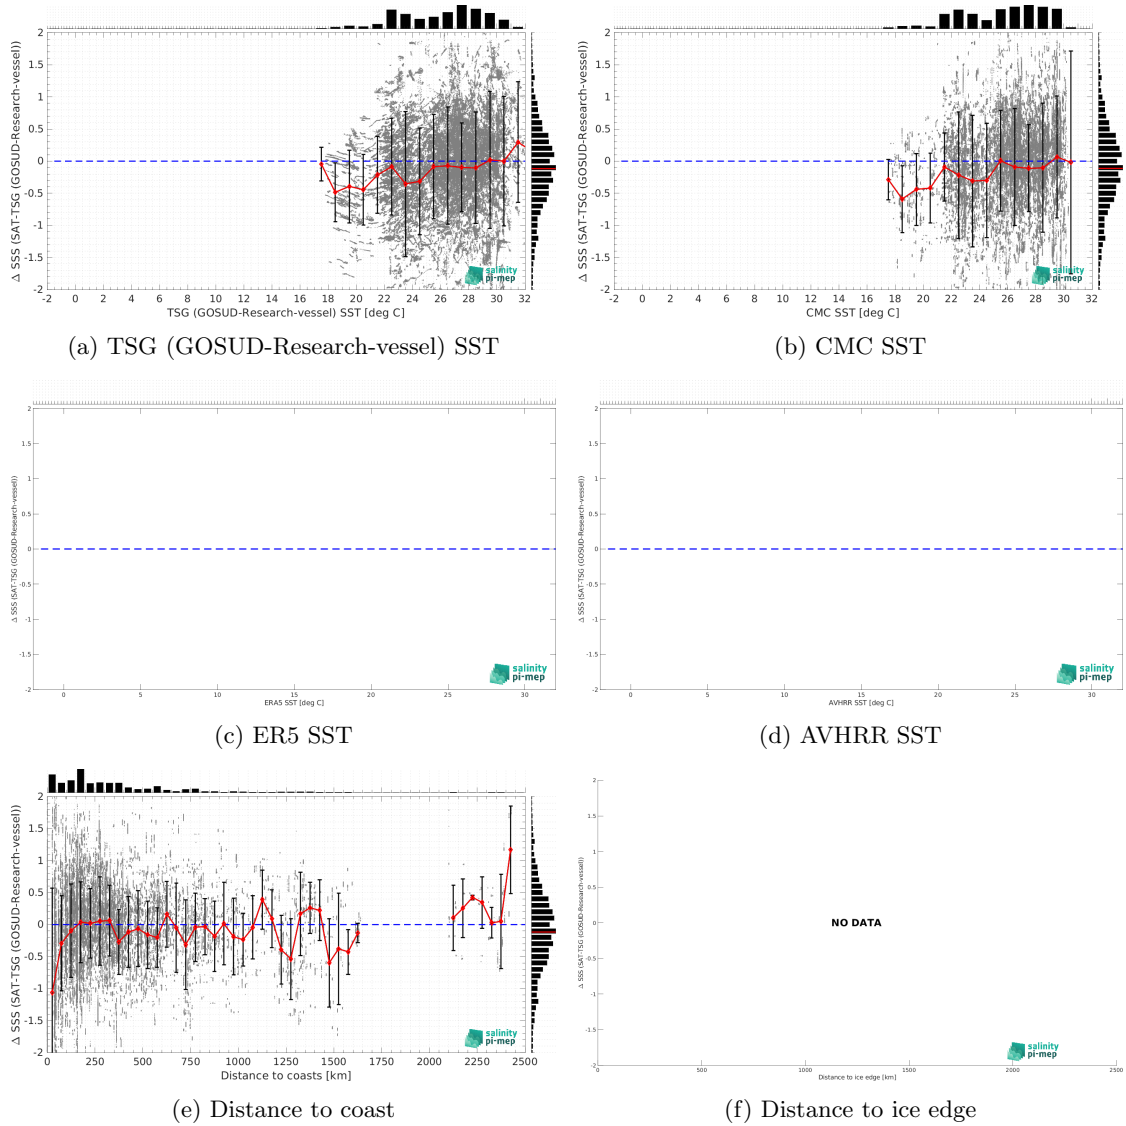 2
1.5
1
0.5
0
-0.5
-1
-1.5
-2
Δ SSS (SAT-TSG (GOSUD-Research-vessel))
-2 0 2 4 6 8 10 12 14 16 18 20 22 24 26 28 30 32
TSG (GOSUD-Research-vessel) SST [deg C]
salinity
pi-mep
(a) TSG (GOSUD-Research-vessel) SST
2
1.5
1
0.5
0
-0.5
-1
-1.5
-2
Δ SSS (SAT-TSG (GOSUD-Research-vessel))
-2 0 2 4 6 8 10 12 14 16 18 20 22 24 26 28 30 32
CMC SST [deg C]
salinity
pi-mep
(b) CMC SST
2
1.5
1
0.5
0
-0.5
-1
-1.5
-2
Δ SSS (SAT-TSG (GOSUD-Research-vessel))
0 5 10 15 20 25 30
ERA5 SST [deg C]
salinity
pi-mep
(c) ER5 SST
2
1.5
1
0.5
0
-0.5
-1
-1.5
-2
Δ SSS (SAT-TSG (GOSUD-Research-vessel))
0 5 10 15 20 25 30
AVHRR SST [deg C]
salinity
pi-mep
(d) AVHRR SST
2
1.5
1
0.5
0
-0.5
-1
-1.5
-2
Δ SSS (SAT-TSG (GOSUD-Research-vessel))
0 250 500 750 1000 1250 1500 1750 2000 2250 2500
Distance to coasts [km]
salinity
pi-mep
(e) Distance to coast
2
1.5
1
0.5
0
-0.5
-1
-1.5
-2
Δ SSS (SAT-TSG (GOSUD-Research-vessel))
NO DATA
0 500 1000 1500 2000 2500
Distance to ice edge [km]
salinity
pi-mep
(f) Distance to ice edge